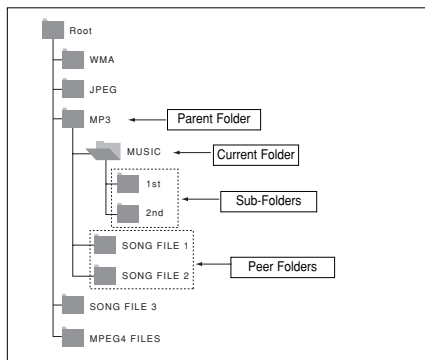 Root
WMA
JPEG
MP3
Parent Folder
MUSIC
Current Folder
1st
Sub-Folders
2nd
SONG FILE 1
SONG FILE 2
Peer Folders
SONG FILE 3
MPEG4 FILES